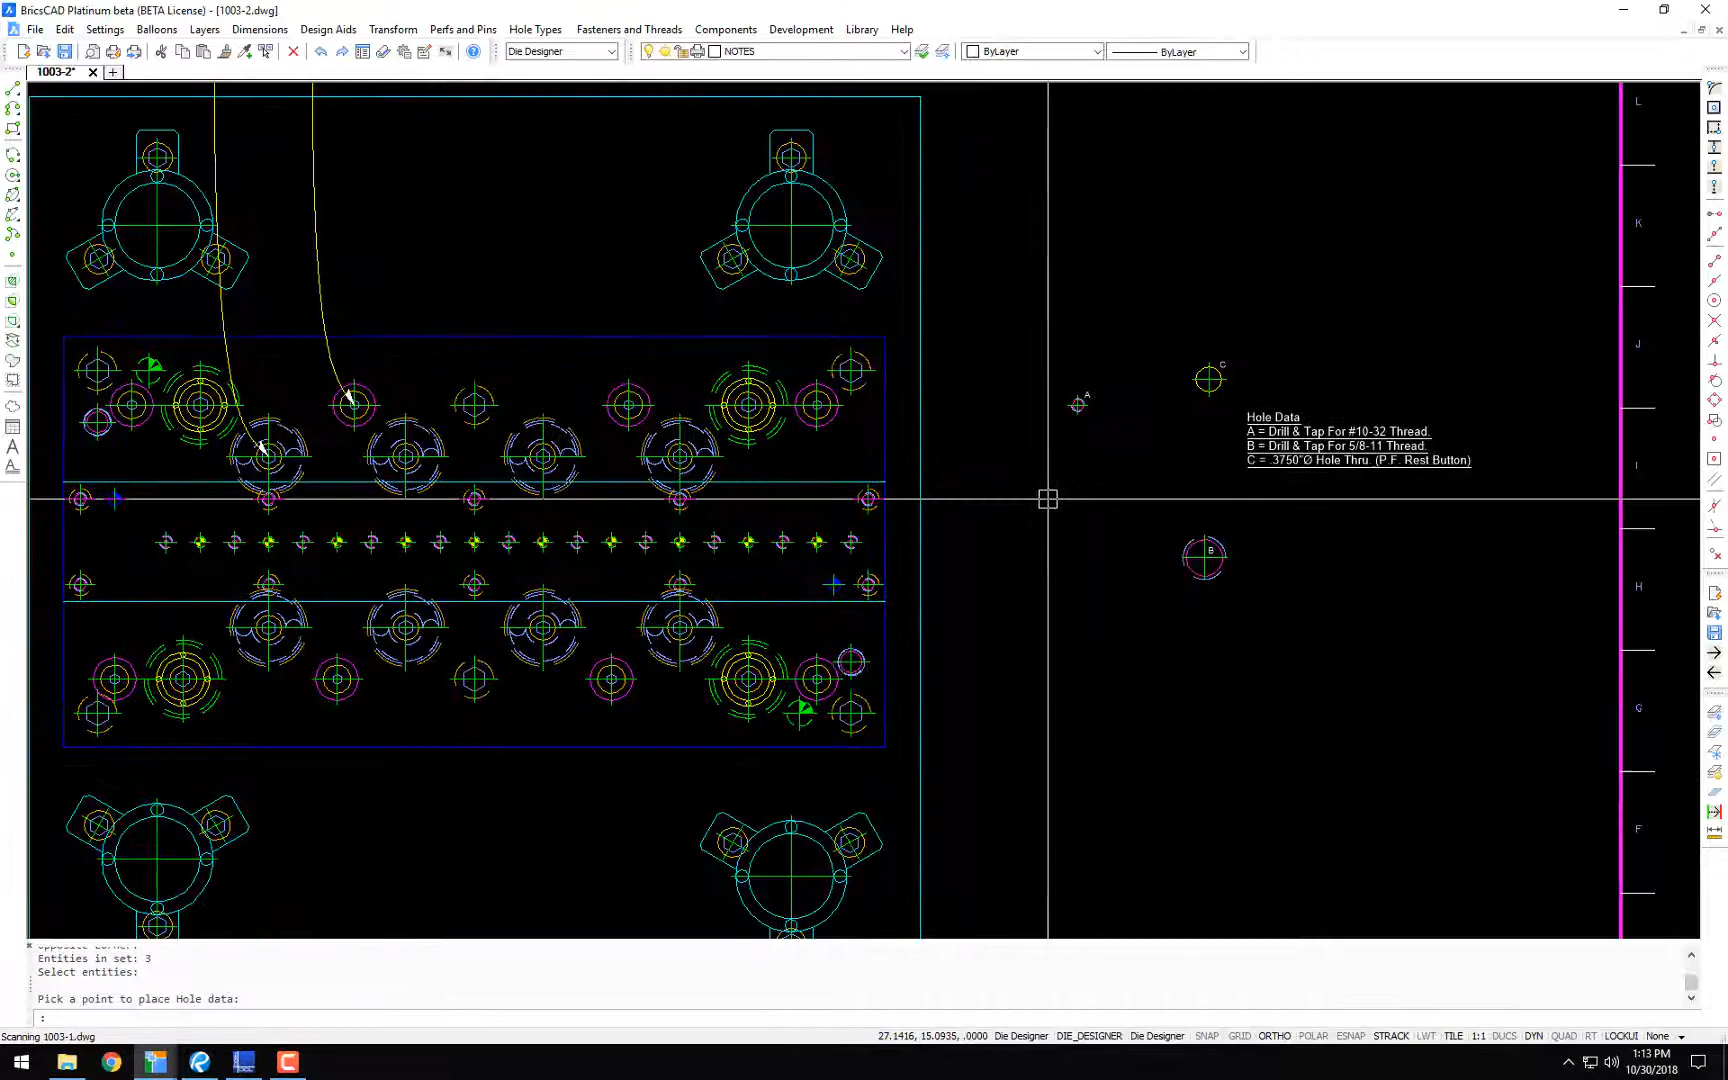 BricsCAD Platinum beta (BETA License) - [1003-2.dwg]
File Edit Settings Balloons Layers Dimensions Design Aids Transform Perfs and Pins Hole Types Fasteners and Threads Components Development Library Help
Die Designer NOTES ByLayer ByLayer
1003-2*
L
K
J
I
H
G
F
C
A
Hole Data
A = Drill & Tap For #10-32 Thread.
B = Drill & Tap For 5/8-11 Thread.
C = .3750"Ø Hole Thru. (P.F. Rest Button)
B
Opposite corner:
Entities in set: 3
Select entities:
Pick a point to place Hole data:
:
Scanning 1003-1.dwg 27.1416, 15.0935, .0000 Die Designer DIE_DESIGNER Die Designer SNAP GRID ORTHO POLAR ESNAP STRACK LWT TILE 1:1 DUCS DYN QUAD RT LOCKUI None
1:13 PM
10/30/2018